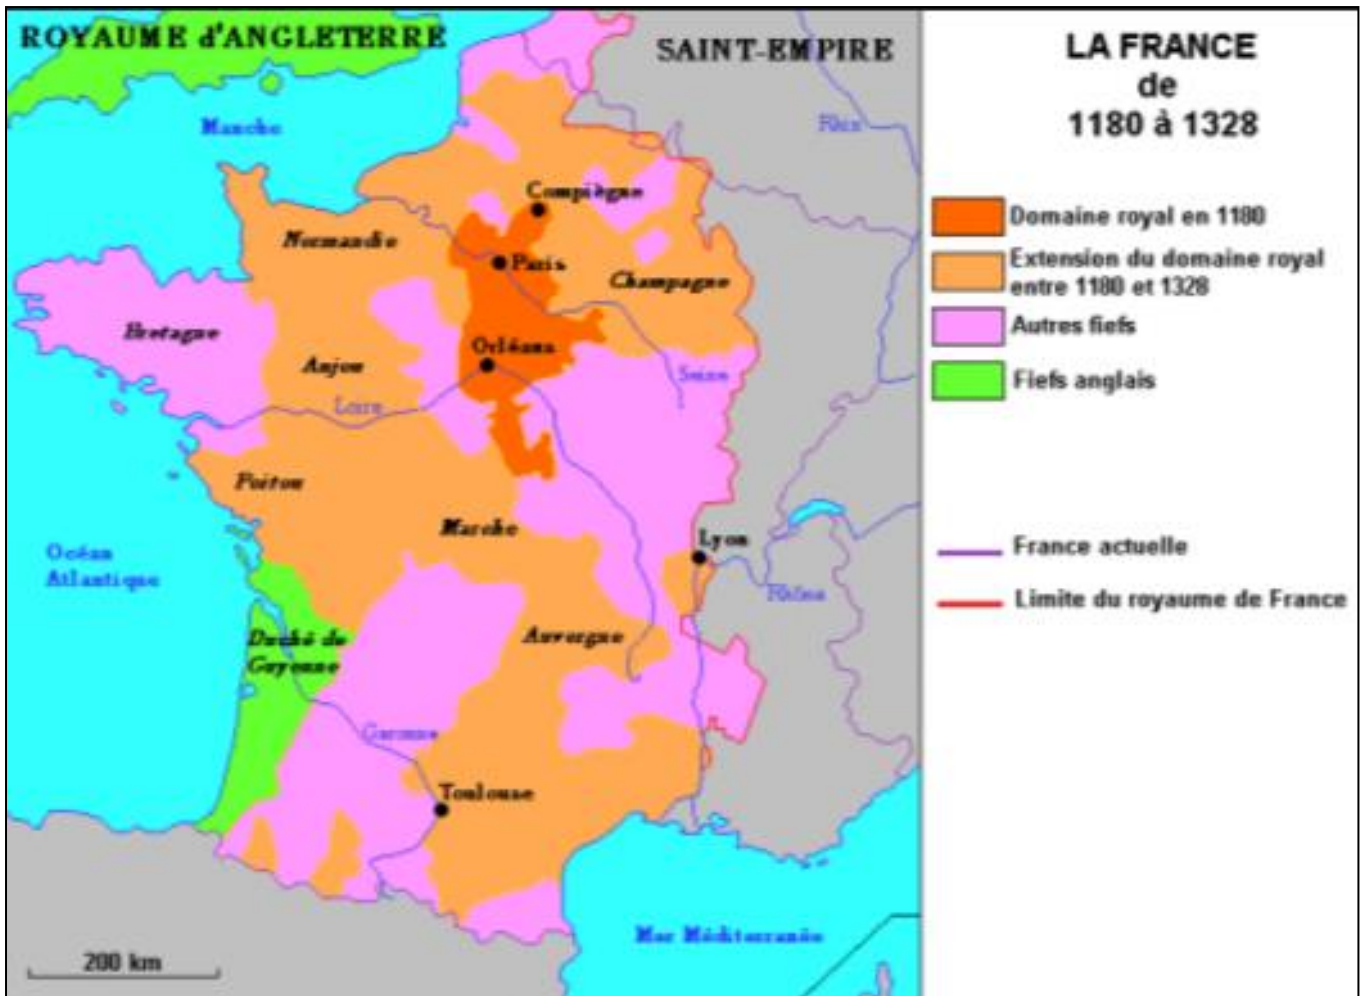 ROYAUME d'ANGLETERRE
SAINT-EMPIRE
Manche
Rhin
Compiègne
Normandie
Paris
Champagne
Bretagne
Orléans
Anjou
Seine
Loire
Poitou
Marche
Lyon
Océan
Atlantique
Rhône
Duché de
Guyenne
Auvergne
Garonne
Toulouse
Mer Méditerranée
200 km
LA FRANCE
de
1180 à 1328
Domaine royal en 1180
Extension du domaine royal
entre 1180 et 1328
Autres fiefs
Fiefs anglais
France actuelle
Limite du royaume de France